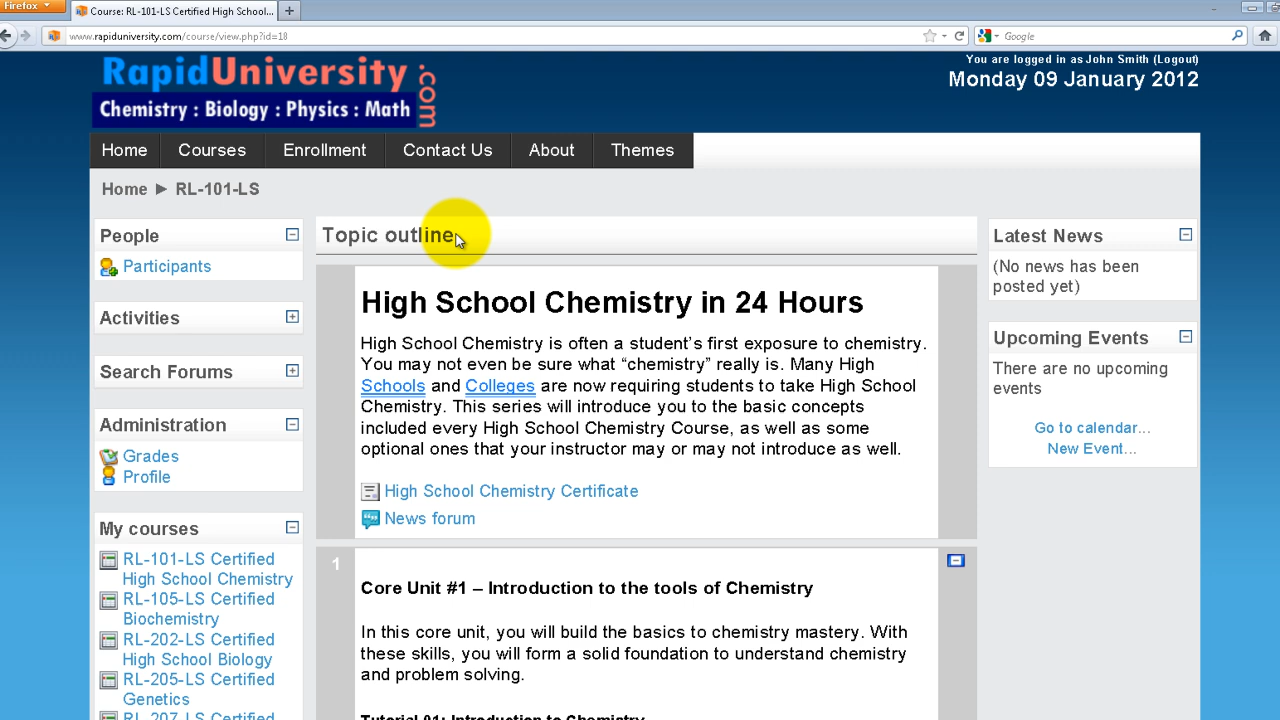 Firefox
Course: RL-101-LS Certified High School...
www.rapiduniversity.com/course/view.php?id=18
Google
RapidUniversity.com
Chemistry : Biology : Physics : Math
You are logged in as John Smith (Logout)
Monday 09 January 2012
Home Courses Enrollment Contact Us About Themes
Home ► RL-101-LS
People
Participants
Activities
Search Forums
Administration
Grades
Profile
My courses
RL-101-LS Certified
High School Chemistry
RL-105-LS Certified
Biochemistry
RL-202-LS Certified
High School Biology
RL-205-LS Certified
Genetics
RL-207-LS Certified
Topic outline
High School Chemistry in 24 Hours
High School Chemistry is often a student’s first exposure to chemistry.
You may not even be sure what “chemistry” really is. Many High
Schools and Colleges are now requiring students to take High School
Chemistry. This series will introduce you to the basic concepts
included every High School Chemistry Course, as well as some
optional ones that your instructor may or may not introduce as well.
High School Chemistry Certificate
News forum
1
Core Unit #1 – Introduction to the tools of Chemistry
In this core unit, you will build the basics to chemistry mastery. With
these skills, you will form a solid foundation to understand chemistry
and problem solving.
Tutorial 01: Introduction to Chemistry
Latest News
(No news has been
posted yet)
Upcoming Events
There are no upcoming
events
Go to calendar...
New Event...